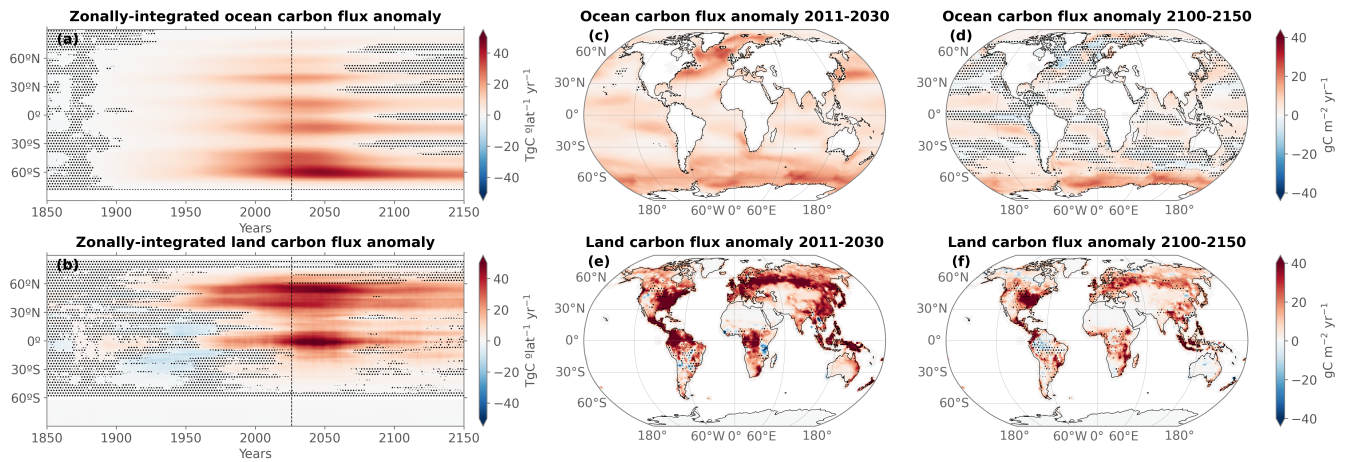 Zonally-integrated ocean carbon flux anomaly
(a)
60ºN
30ºN
0º
30ºS
60ºS
1850 1900 1950 2000 2050 2100 2150
Years
40
20
0
−20
−40
TgC ºlat⁻¹ yr⁻¹
Ocean carbon flux anomaly 2011-2030
(c)
60°N
30°N
0°
30°S
60°S
180° 60°W 0° 60°E 180°
Ocean carbon flux anomaly 2100-2150
(d)
60°N
30°N
0°
30°S
60°S
180° 60°W 0° 60°E 180°
40
20
0
−20
−40
gC m⁻² yr⁻¹
Zonally-integrated land carbon flux anomaly
(b)
60ºN
30ºN
0º
30ºS
60ºS
1850 1900 1950 2000 2050 2100 2150
Years
40
20
0
−20
−40
TgC ºlat⁻¹ yr⁻¹
Land carbon flux anomaly 2011-2030
(e)
60°N
30°N
0°
30°S
60°S
180° 60°W 0° 60°E 180°
Land carbon flux anomaly 2100-2150
(f)
60°N
30°N
0°
30°S
60°S
180° 60°W 0° 60°E 180°
40
20
0
−20
−40
gC m⁻² yr⁻¹